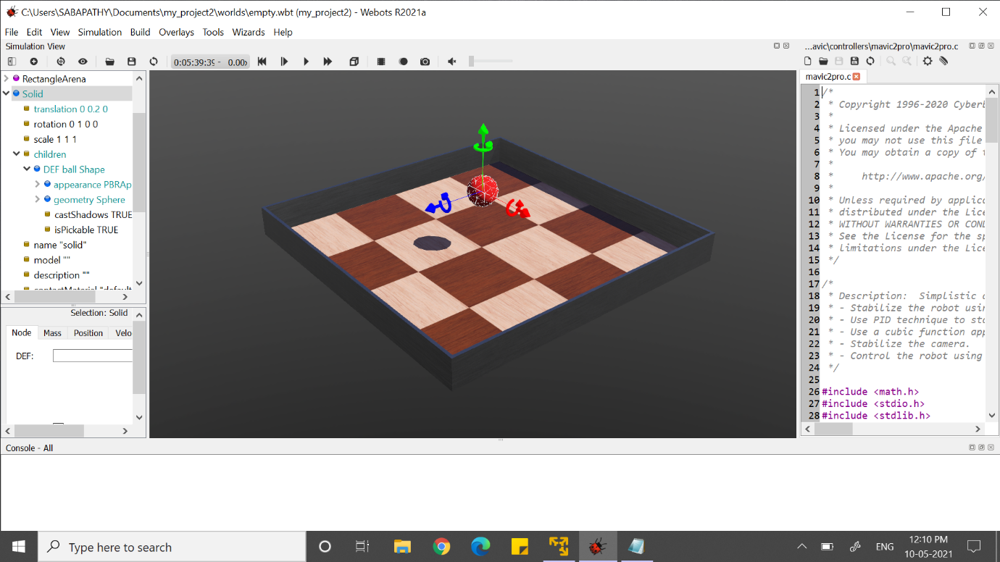 C:\Users\SABAPATHY\Documents\my_project2\worlds\empty.wbt (my_project2) - Webots R2021a
File Edit View Simulation Build Overlays Tools Wizards Help
Simulation View
...avic\controllers\mavic2pro\mavic2pro.c
0:05:39:39 - 0.00x
mavic2pro.c
RectangleArena
Solid
translation 0 0.2 0
rotation 0 1 0 0
scale 1 1 1
children
DEF ball Shape
appearance PBRAp
geometry Sphere
castShadows TRUE
isPickable TRUE
name "solid"
model ""
description ""
Selection: Solid
Node Mass Position Velo
DEF:
1 /*
2 * Copyright 1996-2020 Cyberb
3 *
4 * Licensed under the Apache
5 * you may not use this file
6 * You may obtain a copy of t
7 *
8 * http://www.apache.org/
9 *
10 * Unless required by applic
11 * distributed under the Lice
12 * WITHOUT WARRANTIES OR COND
13 * See the License for the sp
14 * limitations under the Lice
15 */
16
17 /*
18 * Description: Simplistic d
19 * - Stabilize the robot usin
20 * - Use PID technique to sta
21 * - Use a cubic function app
22 * - Stabilize the camera.
23 * - Control the robot using
24 */
25
26 #include <math.h>
27 #include <stdio.h>
28 #include <stdlib.h>
Console - All
Type here to search
ENG
12:10 PM
10-05-2021